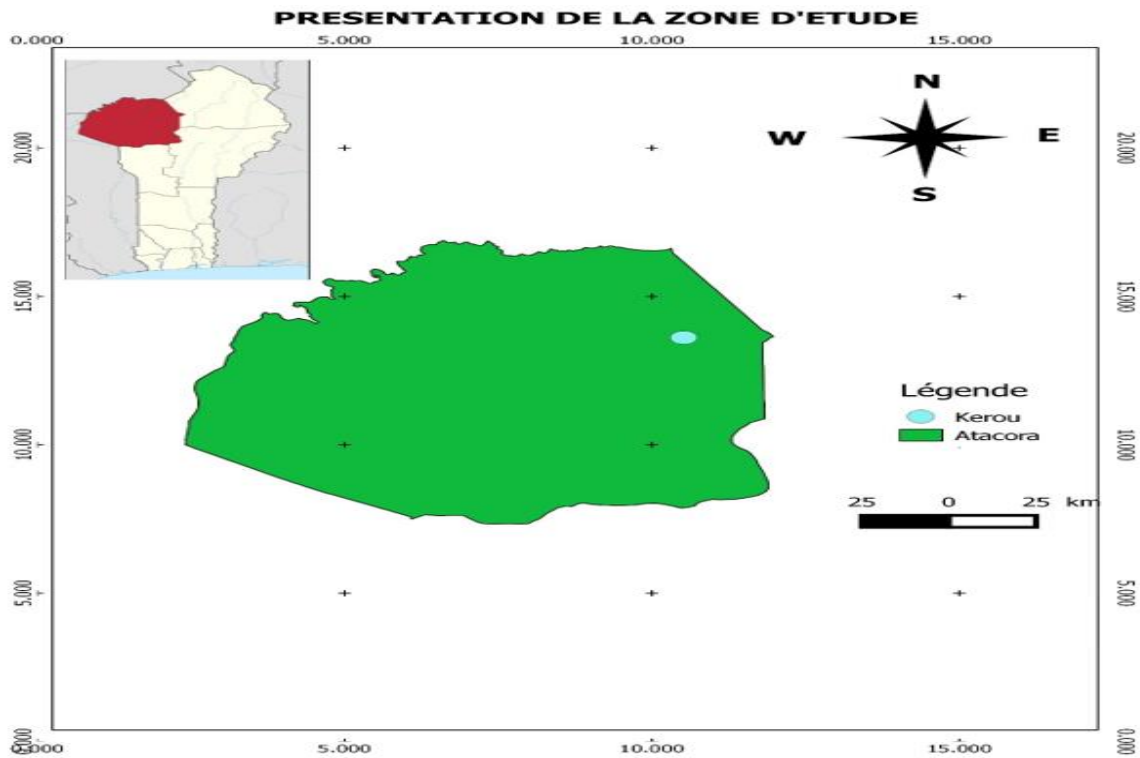 PRESENTATION DE LA ZONE D'ETUDE
0.000 5.000 10.000 15.000
N
W E
S
20.000 20.000
15.000 15.000
Légende
Kerou
Atacora
10.000 10.000
25 0 25 km
5.000 5.000
0.000 0.000
0.000 5.000 10.000 15.000